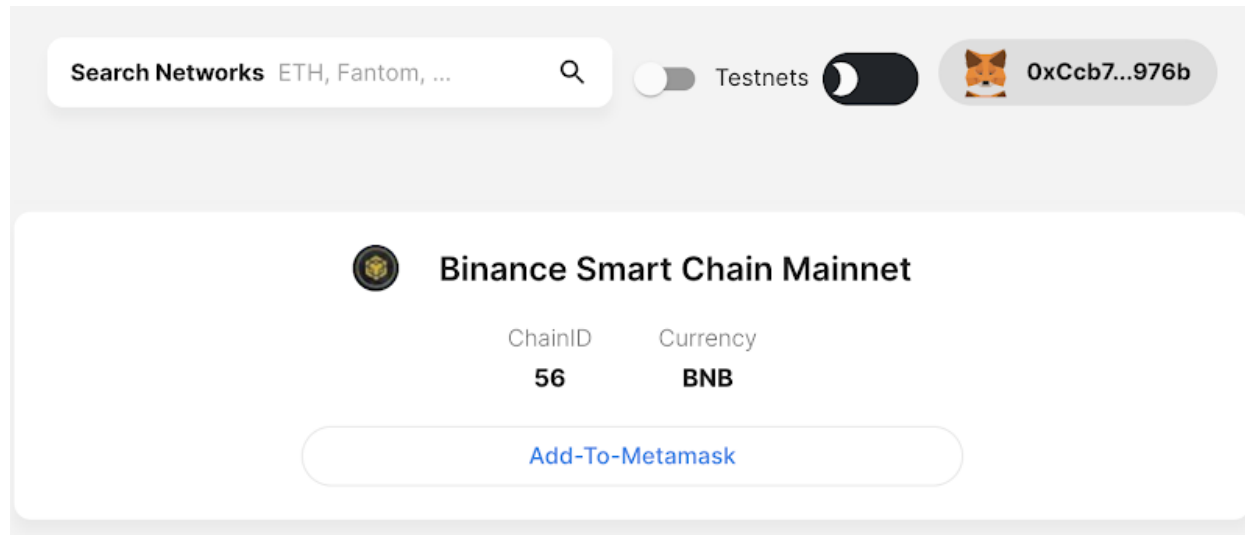 Search Networks ETH, Fantom, ... Testnets 0xCcb7...976b
Binance Smart Chain Mainnet
ChainID Currency
56 BNB
Add-To-Metamask